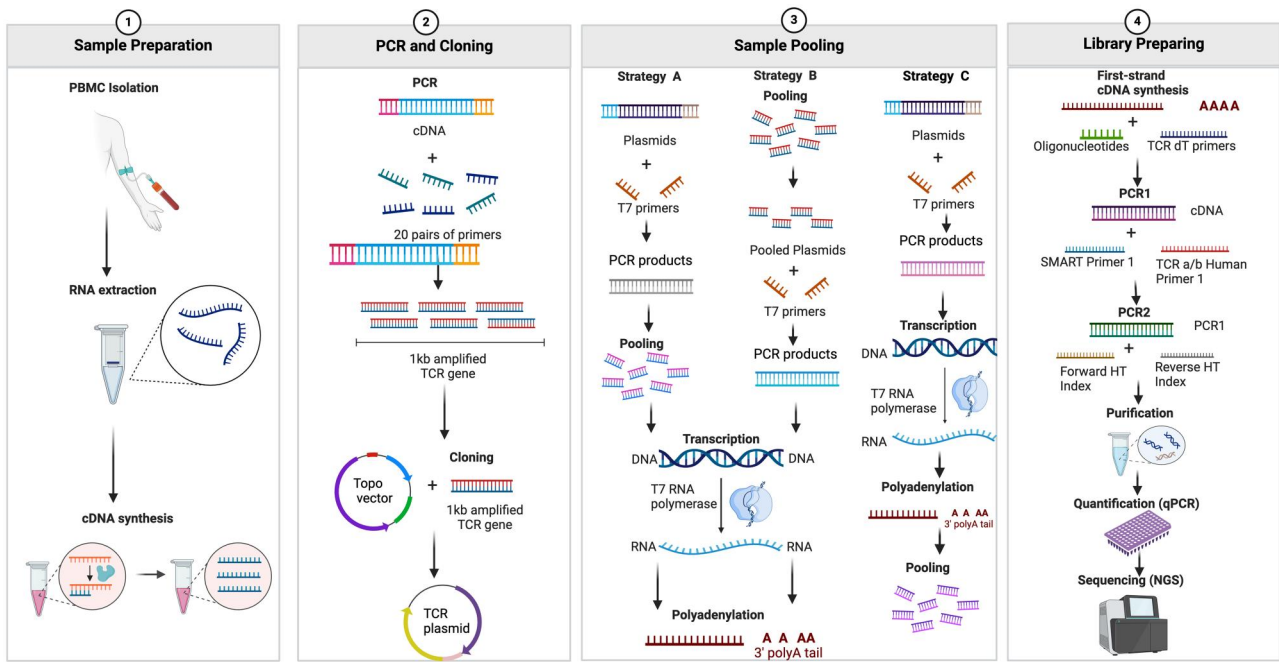 1
Sample Preparation
PBMC Isolation
RNA extraction
cDNA synthesis
2
PCR and Cloning
PCR
cDNA
+
20 pairs of primers
1kb amplified
TCR gene
Cloning
Topo
vector
+
1kb amplified
TCR gene
TCR
plasmid
3
Sample Pooling
Strategy A
Plasmids
+
T7 primers
PCR products
Pooling
Strategy B
Pooling
Pooled Plasmids
+
T7 primers
PCR products
Transcription
DNA
DNA
T7 RNA
polymerase
RNA
RNA
Polyadenylation
A A AA
3' polyA tail
Strategy C
Plasmids
+
T7 primers
PCR products
Transcription
DNA
T7 RNA
polymerase
RNA
Polyadenylation
A A AA
3' polyA tail
Pooling
4
Library Preparing
First-strand
cDNA synthesis
AAAA
+
Oligonucleotides
TCR dT primers
PCR1
cDNA
+
SMART Primer 1
TCR a/b Human
Primer 1
PCR2
PCR1
+
Forward HT
Index
Reverse HT
Index
Purification
Quantification (qPCR)
Sequencing (NGS)